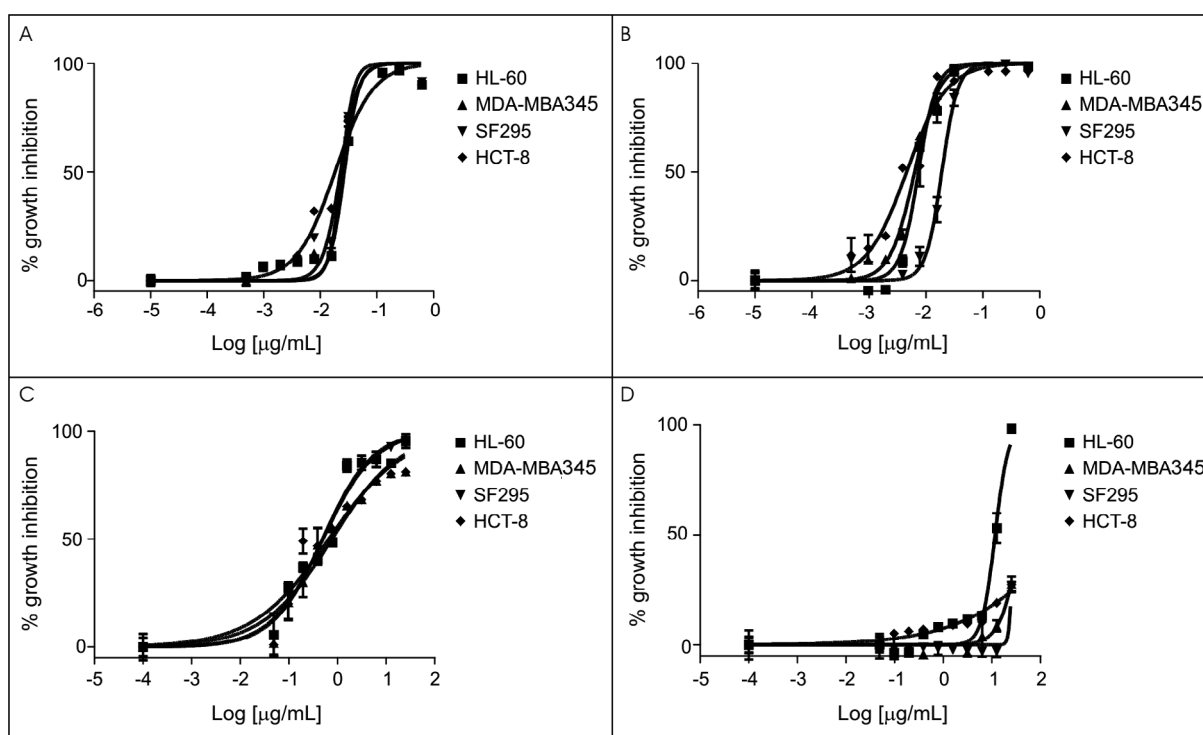 A
100
50
0
% growth inhibition
-6
-5
-4
-3
-2
-1
0
Log [µg/mL]
HL-60
MDA-MBA345
SF295
HCT-8
B
100
50
0
% growth inhibition
-6
-5
-4
-3
-2
-1
0
Log [µg/mL]
HL-60
MDA-MBA345
SF295
HCT-8
C
100
50
0
% growth inhibition
-5
-4
-3
-2
-1
0
1
2
Log [µg/mL]
HL-60
MDA-MBA345
SF295
HCT-8
D
100
50
0
% growth inhibition
-5
-4
-3
-2
-1
0
1
2
Log [µg/mL]
HL-60
MDA-MBA345
SF295
HCT-8